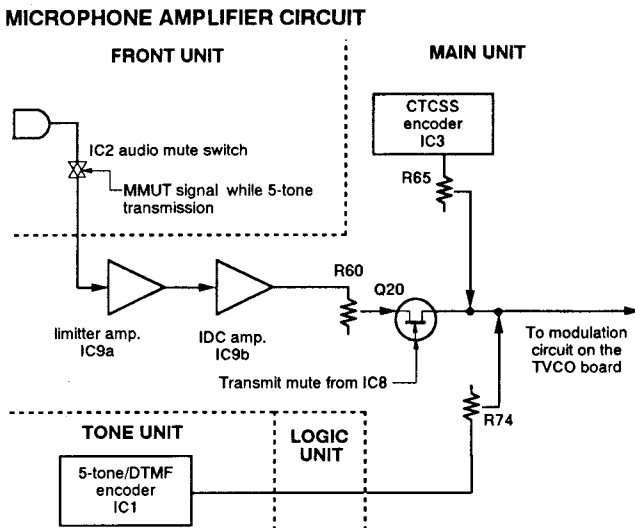 MICROPHONE AMPLIFIER CIRCUIT
FRONT UNIT
MAIN UNIT
CTCSS
encoder
IC3
IC2 audio mute switch
MMUT signal while 5-tone
transmission
R65
R60
Q20
limitter amp.
IC9a
IDC amp.
IC9b
Transmit mute from IC8
To modulation
circuit on the
TVCO board
R74
TONE UNIT
LOGIC
UNIT
5-tone/DTMF
encoder
IC1